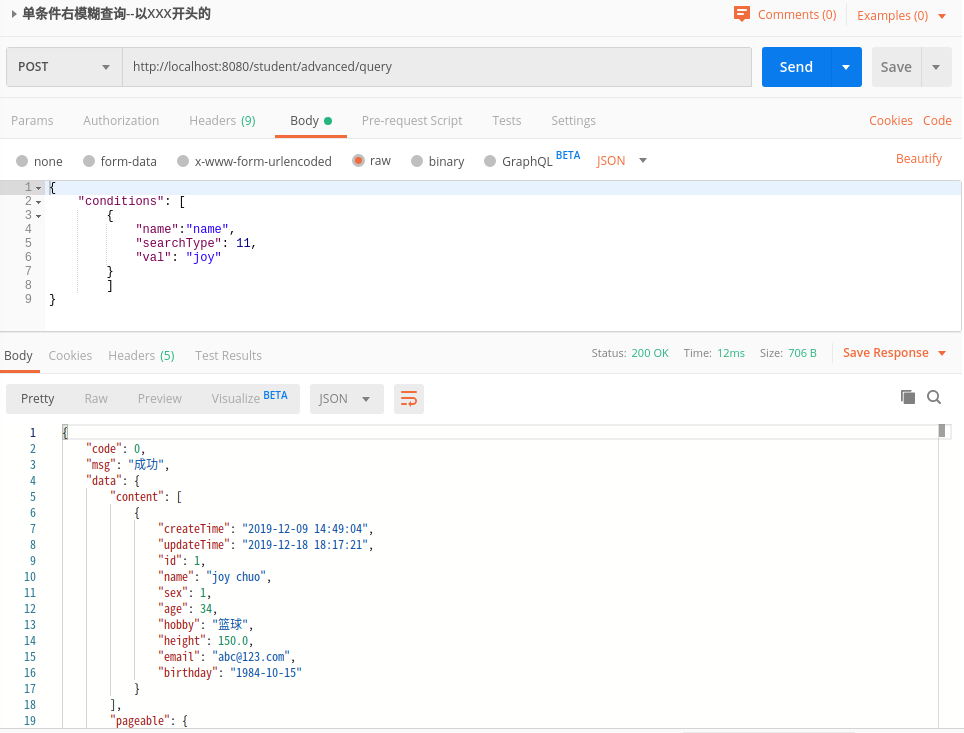 单条件右模糊查询--以XXX开头的
Comments (0)
Examples (0)
POST
http://localhost:8080/student/advanced/query
Send
Save
Params
Authorization
Headers (9)
Body
Pre-request Script
Tests
Settings
Cookies
Code
none
form-data
x-www-form-urlencoded
raw
binary
GraphQL BETA
JSON
Beautify
1 {
2 "conditions": [
3 {
4 "name":"name",
5 "searchType": 11,
6 "val": "joy"
7 }
8 ]
9 }
Body
Cookies
Headers (5)
Test Results
Status: 200 OK
Time: 12ms
Size: 706 B
Save Response
Pretty
Raw
Preview
Visualize BETA
JSON
1 {
2 "code": 0,
3 "msg": "成功",
4 "data": {
5 "content": [
6 {
7 "createTime": "2019-12-09 14:49:04",
8 "updateTime": "2019-12-18 18:17:21",
9 "id": 1,
10 "name": "joy chuo",
11 "sex": 1,
12 "age": 34,
13 "hobby": "篮球",
14 "height": 150.0,
15 "email": "abc@123.com",
16 "birthday": "1984-10-15"
17 }
18 ],
19 "pageable": {